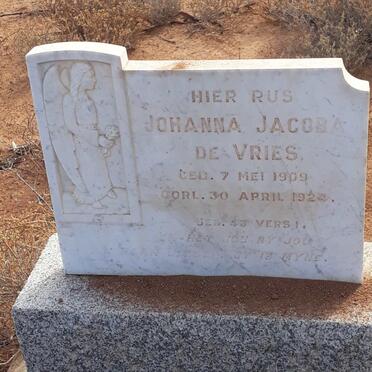 HIER RUS
JOHANNA JACOBA
DE VRIES
GEB. 7 MEI 1909
OORL. 30 APRIL 1924.
JES. 43 VERS 1.
HET JOU BY JOU
IS MYNE.